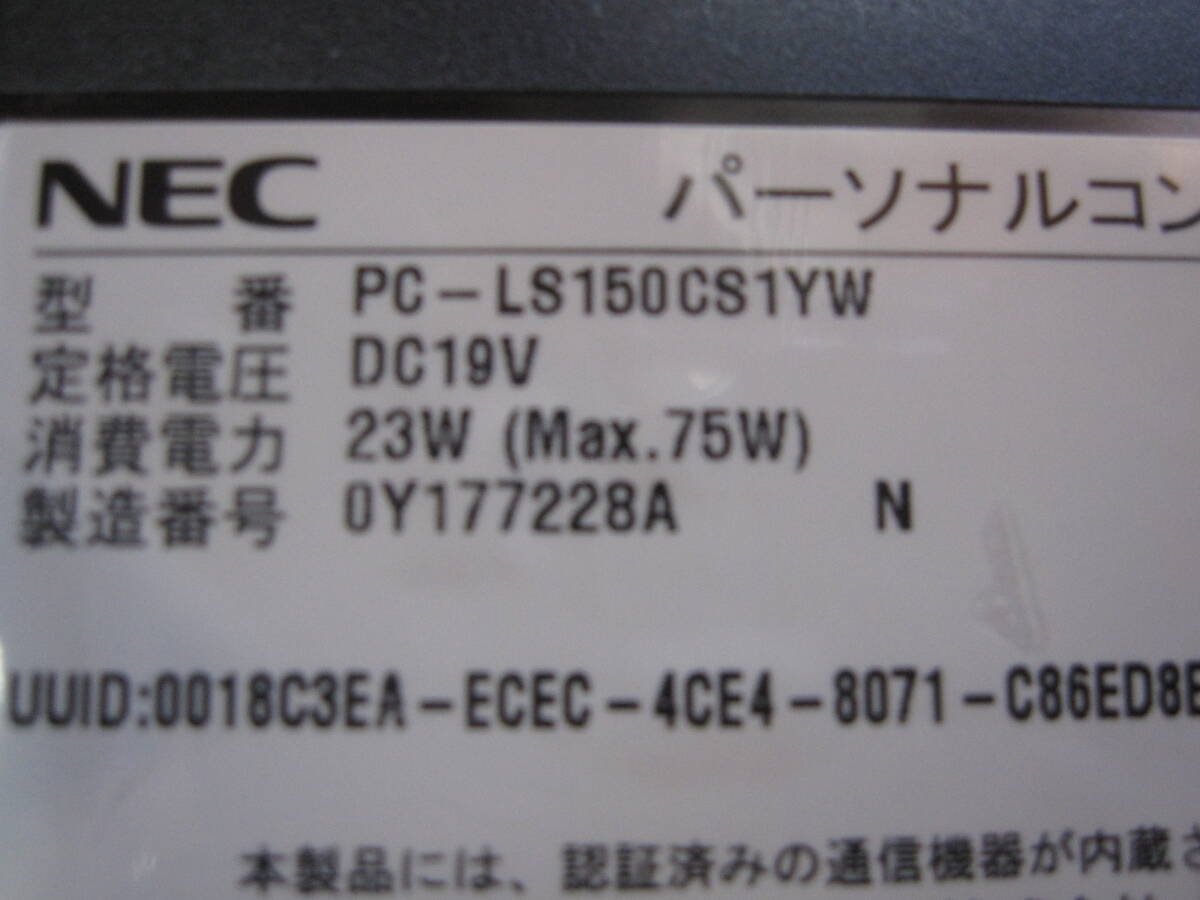 NEC パーソナルコン
型番 PC-LS150CS1YW
定格電圧 DC19V
消費電力 23W (Max.75W)
製造番号 0Y177228A N
UUID:0018C3EA-ECEC-4CE4-8071-C86ED8E
本製品には、認証済みの通信機器が内蔵さ